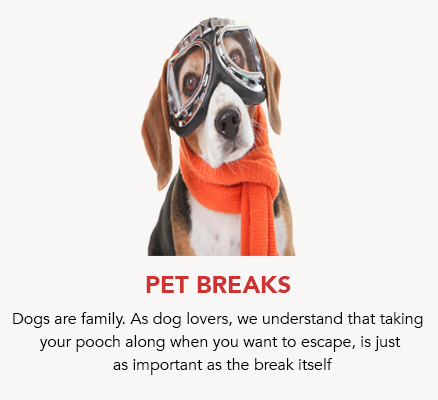 PET BREAKS
Dogs are family. As dog lovers, we understand that taking
your pooch along when you want to escape, is just
as important as the break itself